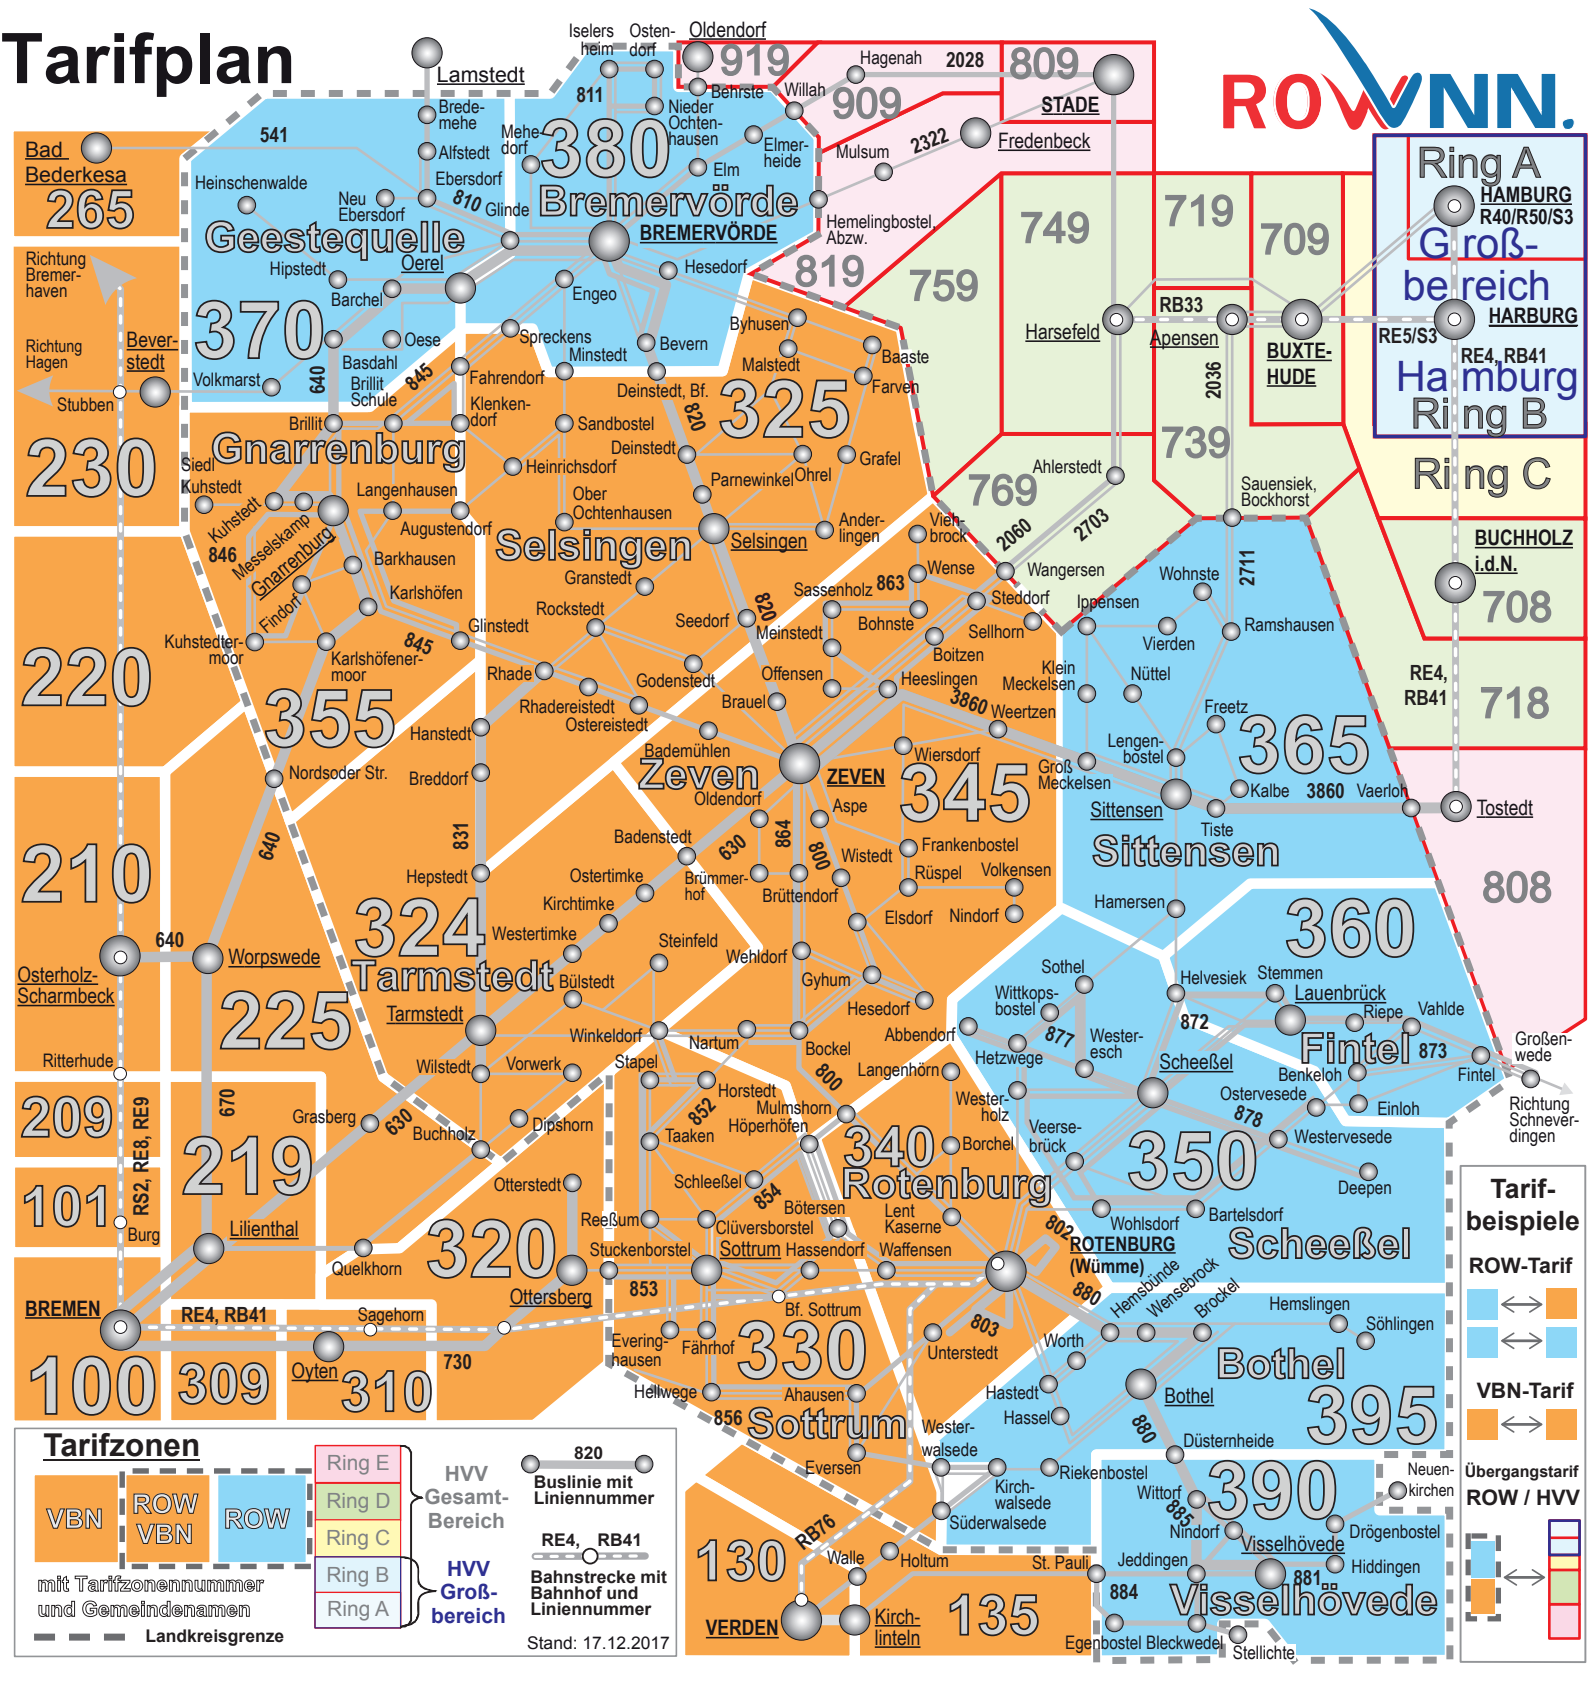 Tarifplan
Lamstedt
Iselers
heim
Osten-
dorf
Oldendorf
919
Behrste
Willah
Hagenah
2028
809
909
STADE
ROWNN.
Brede-
mehe
811
Nieder
Ochten-
hausen
Elmer-
heide
Mulsum
2322
Fredenbeck
541
Mehe-
dorf
380
Elm
Bad
Bederkesa
265
Alfstedt
Ebersdorf
Heinschenwalde
Neu
Ebersdorf
810
Glinde
Bremervörde
BREMERVÖRDE
Hemelingbostel,
Abzw.
819
Ring A
HAMBURG
R40/R50/S3
Groß-
bereich
HARBURG
RE5/S3
RE4, RB41
Hamburg
Ring B
Ring C
749
719
709
759
Geestequelle
Oerel
Hipstedt
Barchel
Hesedorf
Engeo
Richtung
Bremer-
haven
370
Oese
Basdahl
Volkmarst
640
Brillit
Schule
845
Spreckens
Minstedt
Bevern
Byhusen
Malstedt
Baaste
Farven
Harsefeld
RB33
Apensen
BUXTE-
HUDE
2036
739
Richtung
Hagen
Bever-
stedt
Stubben
230
Fahrendorf
Klenken-
dorf
Deinstedt, Bf.
325
820
Brillit
Gnarrenburg
Sandbostel
Deinstedt
Heinrichsdorf
Parnewinkel
Ohrel
Grafel
Siedl
Kuhstedt
Kuhstedt
Langenhausen
Augustendorf
Ober
Ochtenhausen
Selsingen
Selsingen
Ander-
lingen
Vieh-
brock
769
Ahlerstedt
2060
2703
Sauensiek,
Bockhorst
BUCHHOLZ
i.d.N.
708
846
Messelskamp
Gnarrenburg
Barkhausen
Findorf
Karlshöfen
Granstedt
Rockstedt
Seedorf
820
Sassenholz
863
Wense
Bohnste
Steddorf
Sellhorn
Wangersen
Ippensen
Wohnste
2711
Vierden
Ramshausen
220
Kuhstedter-
moor
Karlshöfener-
moor
845
Glinstedt
Rhade
Meinstedt
Boitzen
Offensen
Heeslingen
3860
Klein
Meckelsen
Nüttel
Freetz
RE4,
RB41
718
355
Hanstedt
Rhadereistedt
Ostereistedt
Godenstedt
Brauel
Bademühlen
Zeven
ZEVEN
Weertzen
Wiersdorf
Groß
Meckelsen
Lengen-
bostel
365
Nordsoder Str.
Breddorf
Oldendorf
Aspe
345
Sittensen
Kalbe
3860
Vaerloh
Tostedt
Tiste
Sittensen
210
640
831
Badenstedt
630
864
800
Wistedt
Frankenbostel
Hepstedt
Ostertimke
Brümmer-
hof
Brüttendorf
Rüspel
Volkensen
808
Kirchtimke
Elsdorf
Nindorf
Hamersen
360
324
Tarmstedt
Westertimke
Steinfeld
Wehldorf
640
Worpswede
Osterholz-
Scharmbeck
225
Bülstedt
Gyhum
Hesedorf
Sothel
Helvesiek
Stemmen
Wittkops-
bostel
Lauenbrück
Riepe
Vahlde
Tarmstedt
Winkeldorf
Nartum
Bockel
Abbendorf
877
Wester-
esch
872
Fintel
873
Großen-
wede
Hetzwege
Scheeßel
Fintel
Ritterhude
Wilstedt
Vorwerk
Stapel
Horstedt
800
Langenhörn
Benkeloh
Richtung
Schnever-
dingen
209
670
Grasberg
630
Buchholz
Dipshorn
852
Mulmshorn
Höperhöfen
Wester-
holz
Veerse-
brück
Ostervesede
878
Einloh
RS2, RE8, RE9
219
Taaken
340
Borchel
Westervesede
350
101
Schleeßel
854
Rotenburg
Deepen
Otterstedt
Burg
Lilienthal
320
Reeßum
Clüversborstel
Bötersen
Lent
Kaserne
802
Wohlsdorf
Bartelsdorf
Quelkhorn
Stuckenborstel
Sottrum
Hassendorf
Waffensen
ROTENBURG
(Wümme)
Scheeßel
Ottersberg
853
BREMEN
RE4, RB41
Sagehorn
Bf. Sottrum
880
Hemsbünde
Wensebrock
Brockel
Hemslingen
Söhlingen
Evering-
hausen
Fährhof
330
803
Unterstedt
Worth
Bothel
100
309
Oyten
310
730
Hellwege
Ahausen
Hastedt
Bothel
395
856
Sottrum
Hassel
880
Eversen
Wester-
walsede
Düsternheide
Kirch-
walsede
Riekenbostel
390
Neuen-
kirchen
Wittorf
885
Süderwalsede
Nindorf
Drögenbostel
RB76
Visselhövede
130
Walle
Holtum
St. Pauli
Jeddingen
881
Hiddingen
884
Visselhövede
VERDEN
Kirch-
linteln
135
Egenbostel
Bleckwedel
Stellichte
Tarif-
beispiele
ROW-Tarif
VBN-Tarif
Übergangstarif
ROW / HVV
Tarifzonen
VBN
ROW
VBN
ROW
mit Tarifzonennummer
und Gemeindenamen
Landkreisgrenze
Ring E
Ring D
Ring C
Ring B
Ring A
HVV
Gesamt-
Bereich
HVV
Groß-
bereich
820
Buslinie mit
Liniennummer
RE4, RB41
Bahnstrecke mit
Bahnhof und
Liniennummer
Stand: 17.12.2017